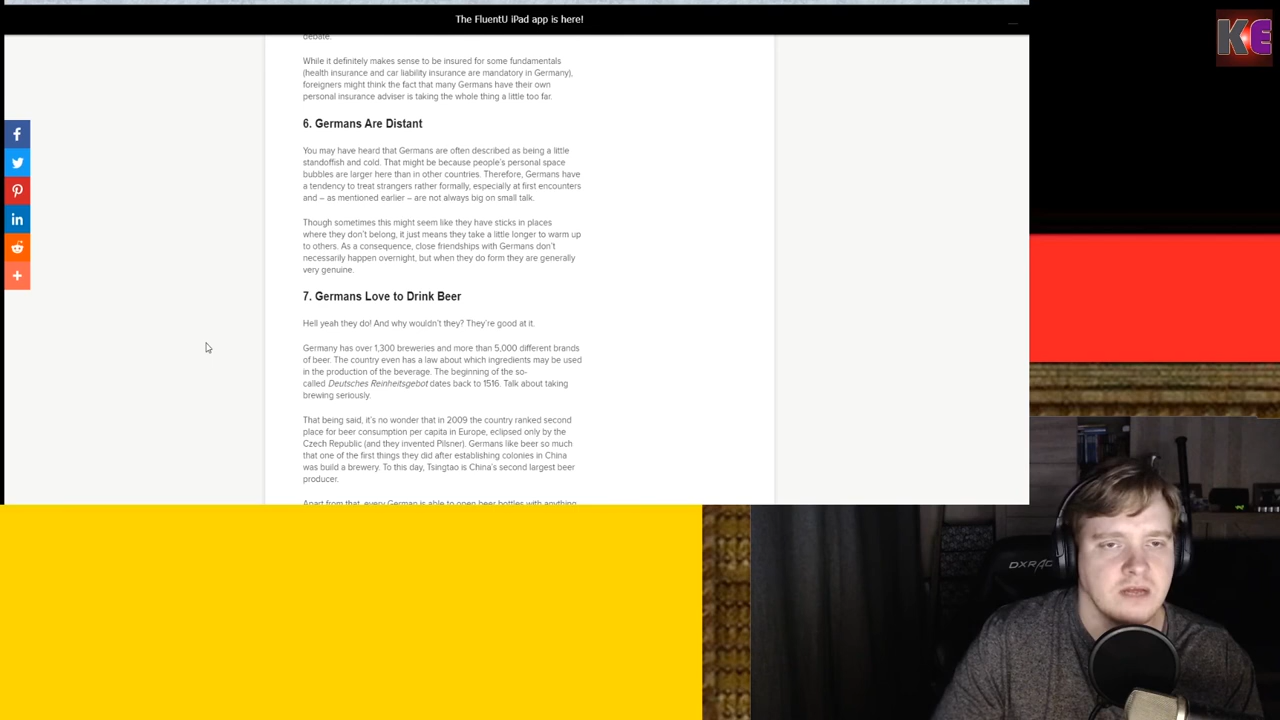 The FluentU iPad app is here!
KE
debate.
While it definitely makes sense to be insured for some fundamentals
(health insurance and car liability insurance are mandatory in Germany),
foreigners might think the fact that many Germans have their own
personal insurance adviser is taking the whole thing a little too far.
6. Germans Are Distant
You may have heard that Germans are often described as being a little
standoffish and cold. That might be because people's personal space
bubbles are larger here than in other countries. Therefore, Germans have
a tendency to treat strangers rather formally, especially at first encounters
and – as mentioned earlier – are not always big on small talk.
Though sometimes this might seem like they have sticks in places
where they don't belong, it just means they take a little longer to warm up
to others. As a consequence, close friendships with Germans don't
necessarily happen overnight, but when they do form they are generally
very genuine.
7. Germans Love to Drink Beer
Hell yeah they do! And why wouldn't they? They're good at it.
Germany has over 1,300 breweries and more than 5,000 different brands
of beer. The country even has a law about which ingredients may be used
in the production of the beverage. The beginning of the so-
called Deutsches Reinheitsgebot dates back to 1516. Talk about taking
brewing seriously.
That being said, it's no wonder that in 2009 the country ranked second
place for beer consumption per capita in Europe, eclipsed only by the
Czech Republic (and they invented Pilsner). Germans like beer so much
that one of the first things they did after establishing colonies in China
was build a brewery. To this day, Tsingtao is China's second largest beer
producer.
Apart from that, every German is able to open beer bottles with anything
DXRAC